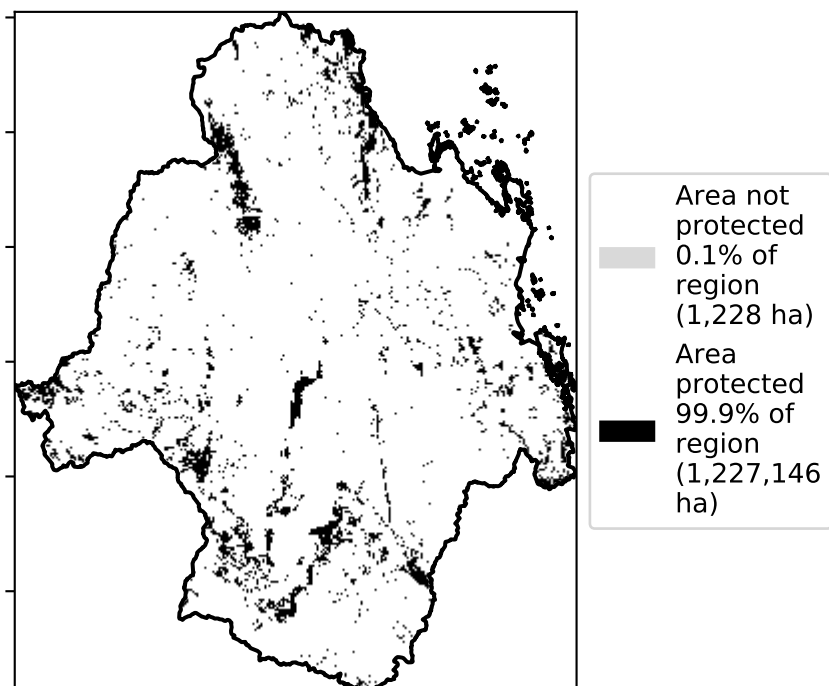 Area not
protected
0.1% of
region
(1,228 ha)
Area
protected
99.9% of
region
(1,227,146
ha)